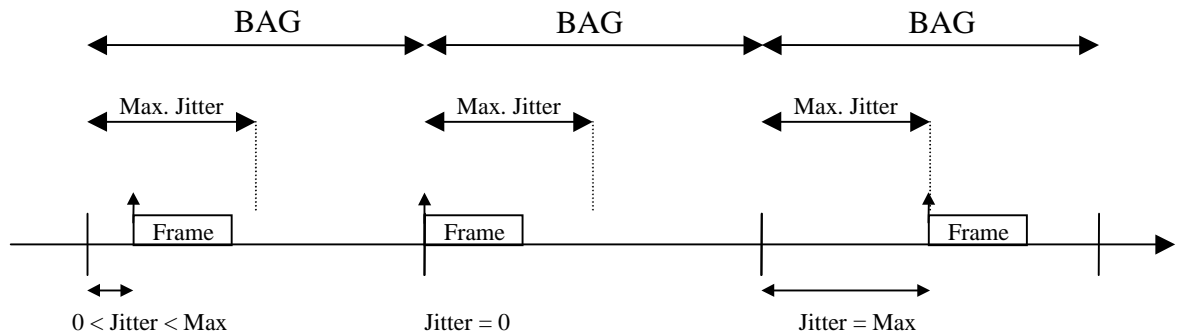 BAG BAG BAG
Max. Jitter Max. Jitter Max. Jitter
Frame Frame Frame
0 < Jitter < Max Jitter = 0 Jitter = Max